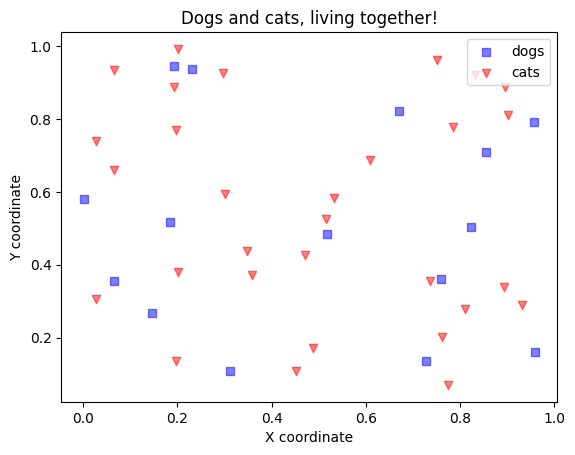 Dogs and cats, living together!
dogs
cats
1.0
0.8
0.6
0.4
0.2
Y coordinate
0.0
0.2
0.4
0.6
0.8
1.0
X coordinate